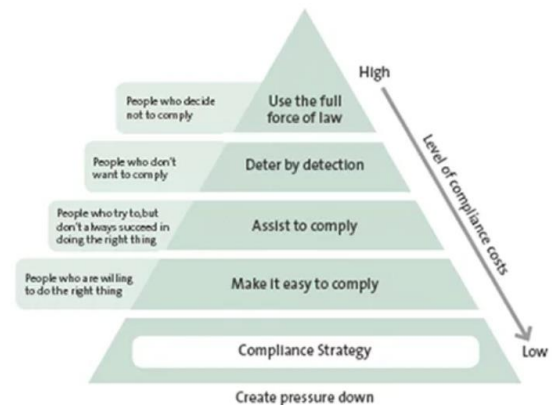 High
People who decide
not to comply
Use the full
force of law
People who don't
want to comply
Deter by detection
Level of compliance costs
People who try to, but
don't always succeed in
doing the right thing
Assist to comply
People who are willing
to do the right thing
Make it easy to comply
Compliance Strategy
Low
Create pressure down